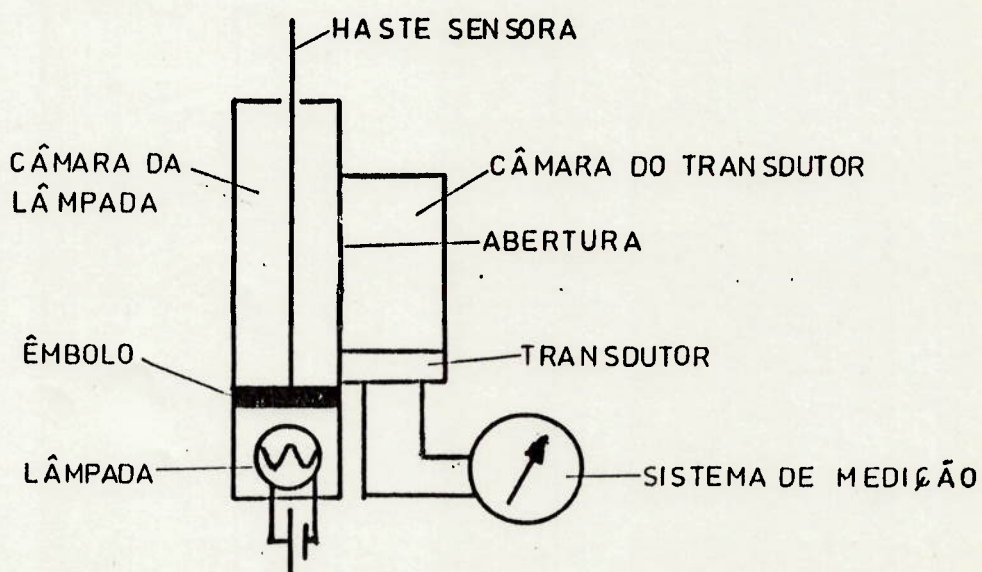 HASTE SENSORA
CÂMARA DA
LÂMPADA
CÂMARA DO TRANSDUTOR
ABERTURA
ÊMBOLO
TRANSDUTOR
LÂMPADA
SISTEMA DE MEDIÇÃO